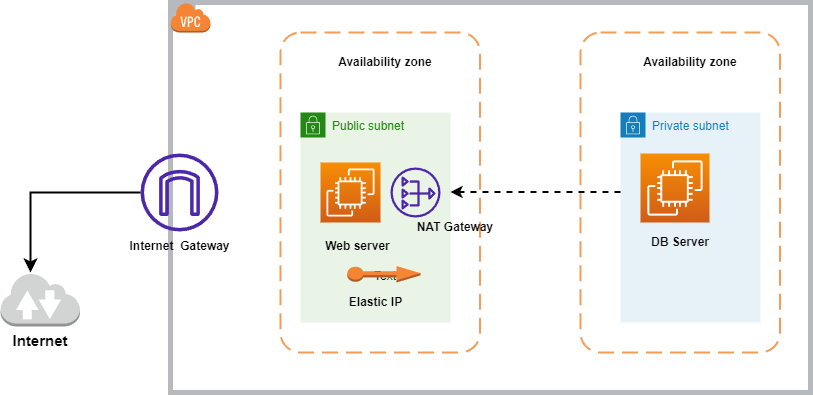 VPC
Availability zone
Availability zone
Public subnet
Private subnet
Internet Gateway
Web server
NAT Gateway
DB Server
Text
Elastic IP
Internet